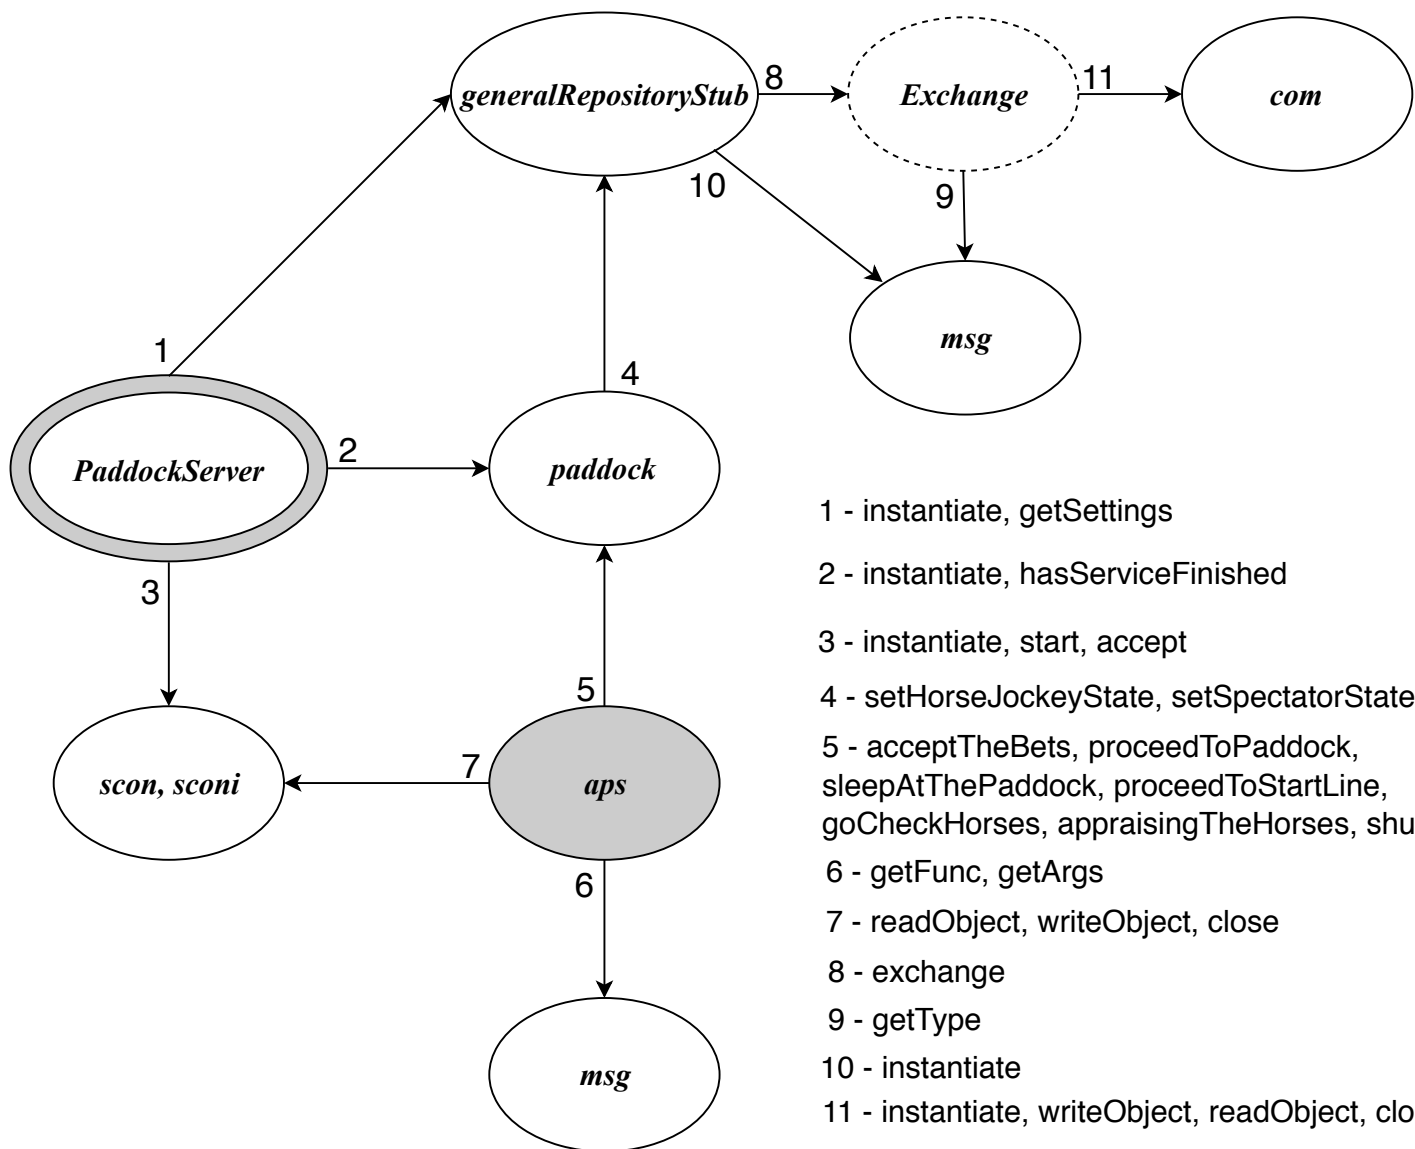 generalRepositoryStub
8
Exchange
11
com
10
9
msg
1
4
PaddockServer
2
paddock
3
5
scon, sconi
7
aps
6
msg
1 - instantiate, getSettings
2 - instantiate, hasServiceFinished
3 - instantiate, start, accept
4 - setHorseJockeyState, setSpectatorState
5 - acceptTheBets, proceedToPaddock,
sleepAtThePaddock, proceedToStartLine,
goCheckHorses, appraisingTheHorses, shu
6 - getFunc, getArgs
7 - readObject, writeObject, close
8 - exchange
9 - getType
10 - instantiate
11 - instantiate, writeObject, readObject, clo